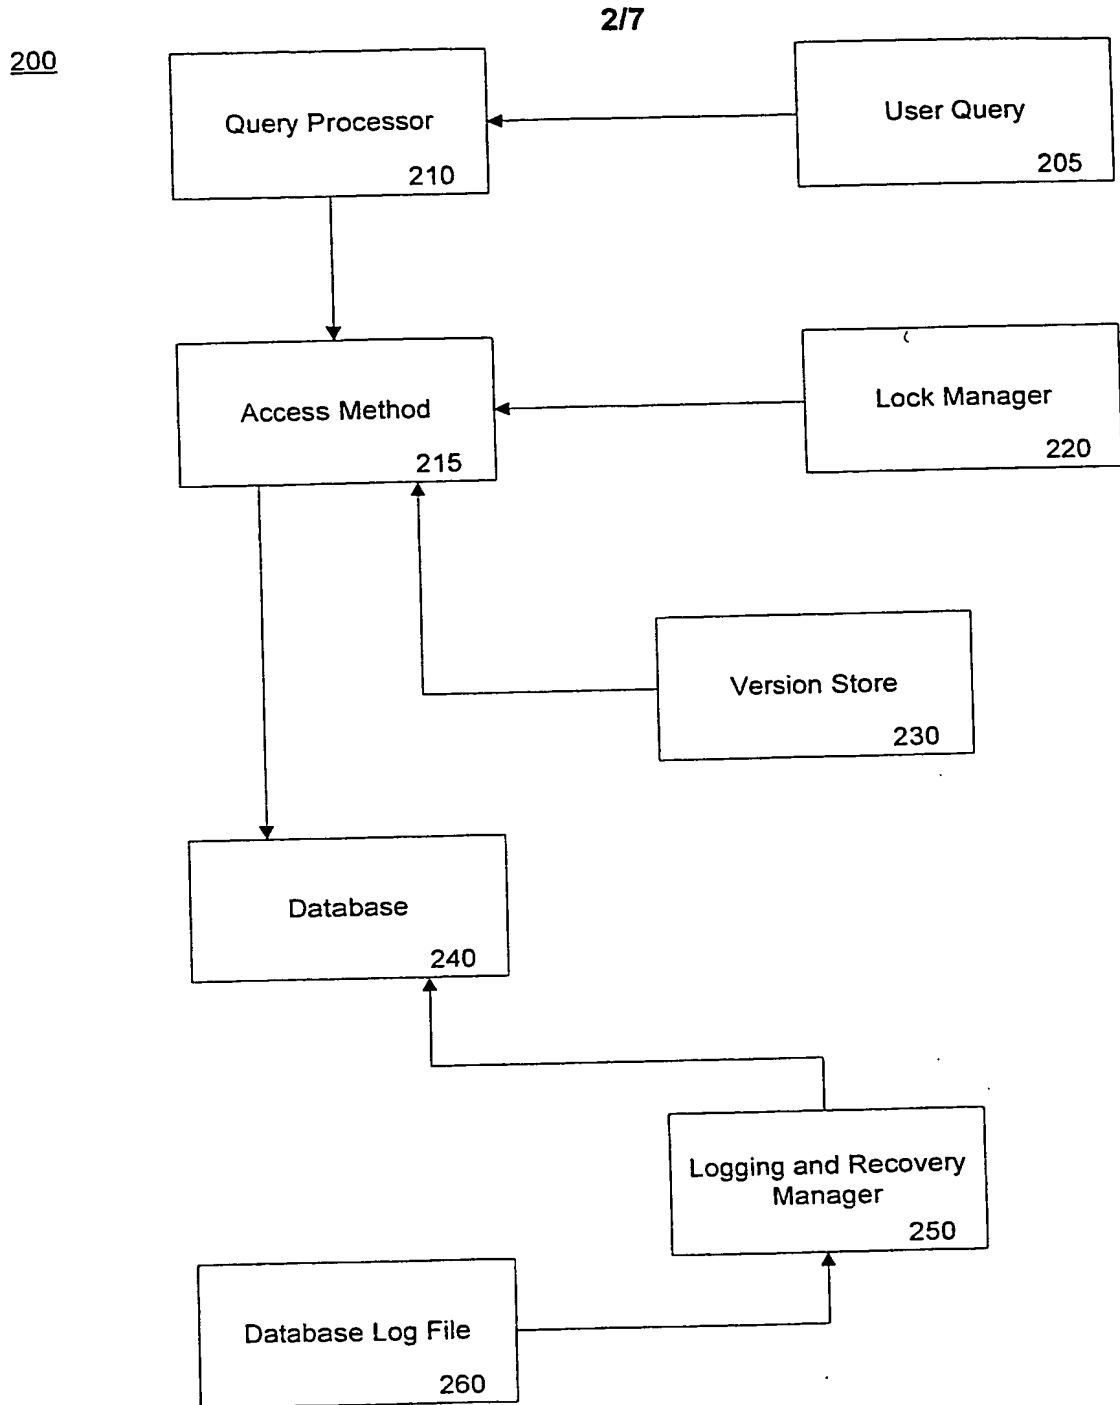 2/7
200
Query Processor
210
User Query
205
Access Method
215
Lock Manager
220
Version Store
230
Database
240
Logging and Recovery
Manager
250
Database Log File
260